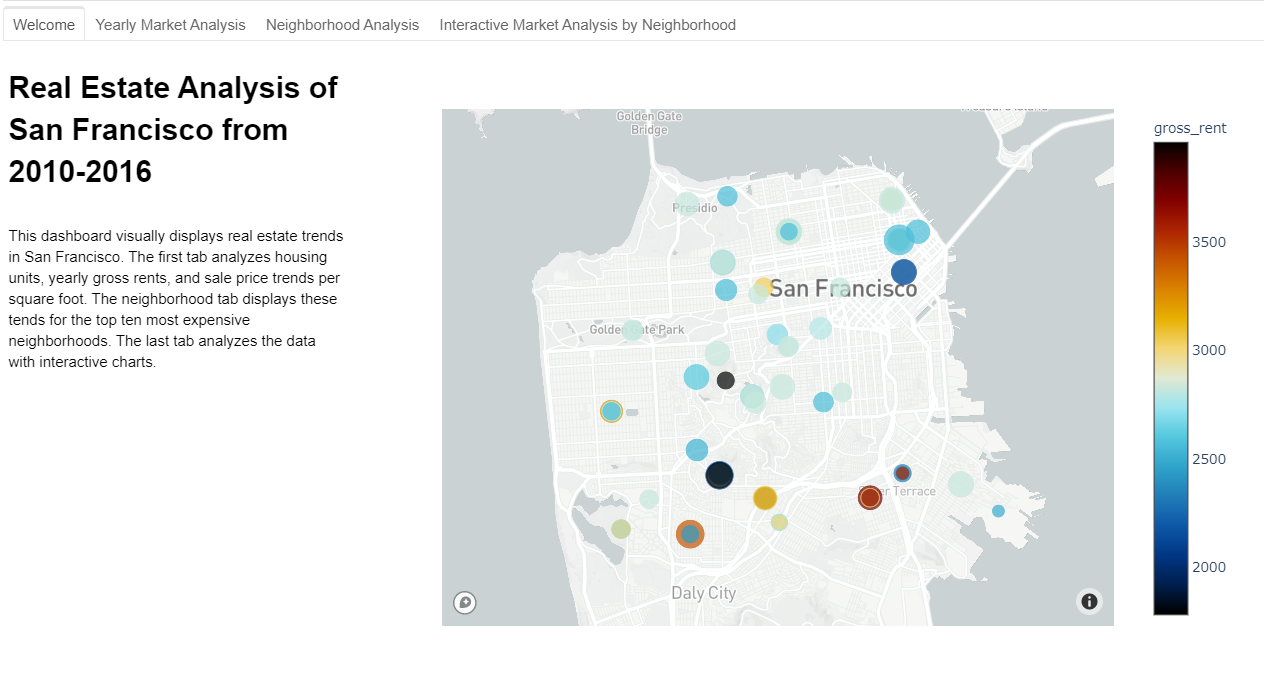 Welcome
Yearly Market Analysis
Neighborhood Analysis
Interactive Market Analysis by Neighborhood
Real Estate Analysis of
San Francisco from
2010-2016
This dashboard visually displays real estate trends
in San Francisco. The first tab analyzes housing
units, yearly gross rents, and sale price trends per
square foot. The neighborhood tab displays these
tends for the top ten most expensive
neighborhoods. The last tab analyzes the data
with interactive charts.
Golden Gate
Bridge
Presidio
San Francisco
Golden Gate Park
Terrace
Daly City
gross_rent
3500
3000
2500
2000